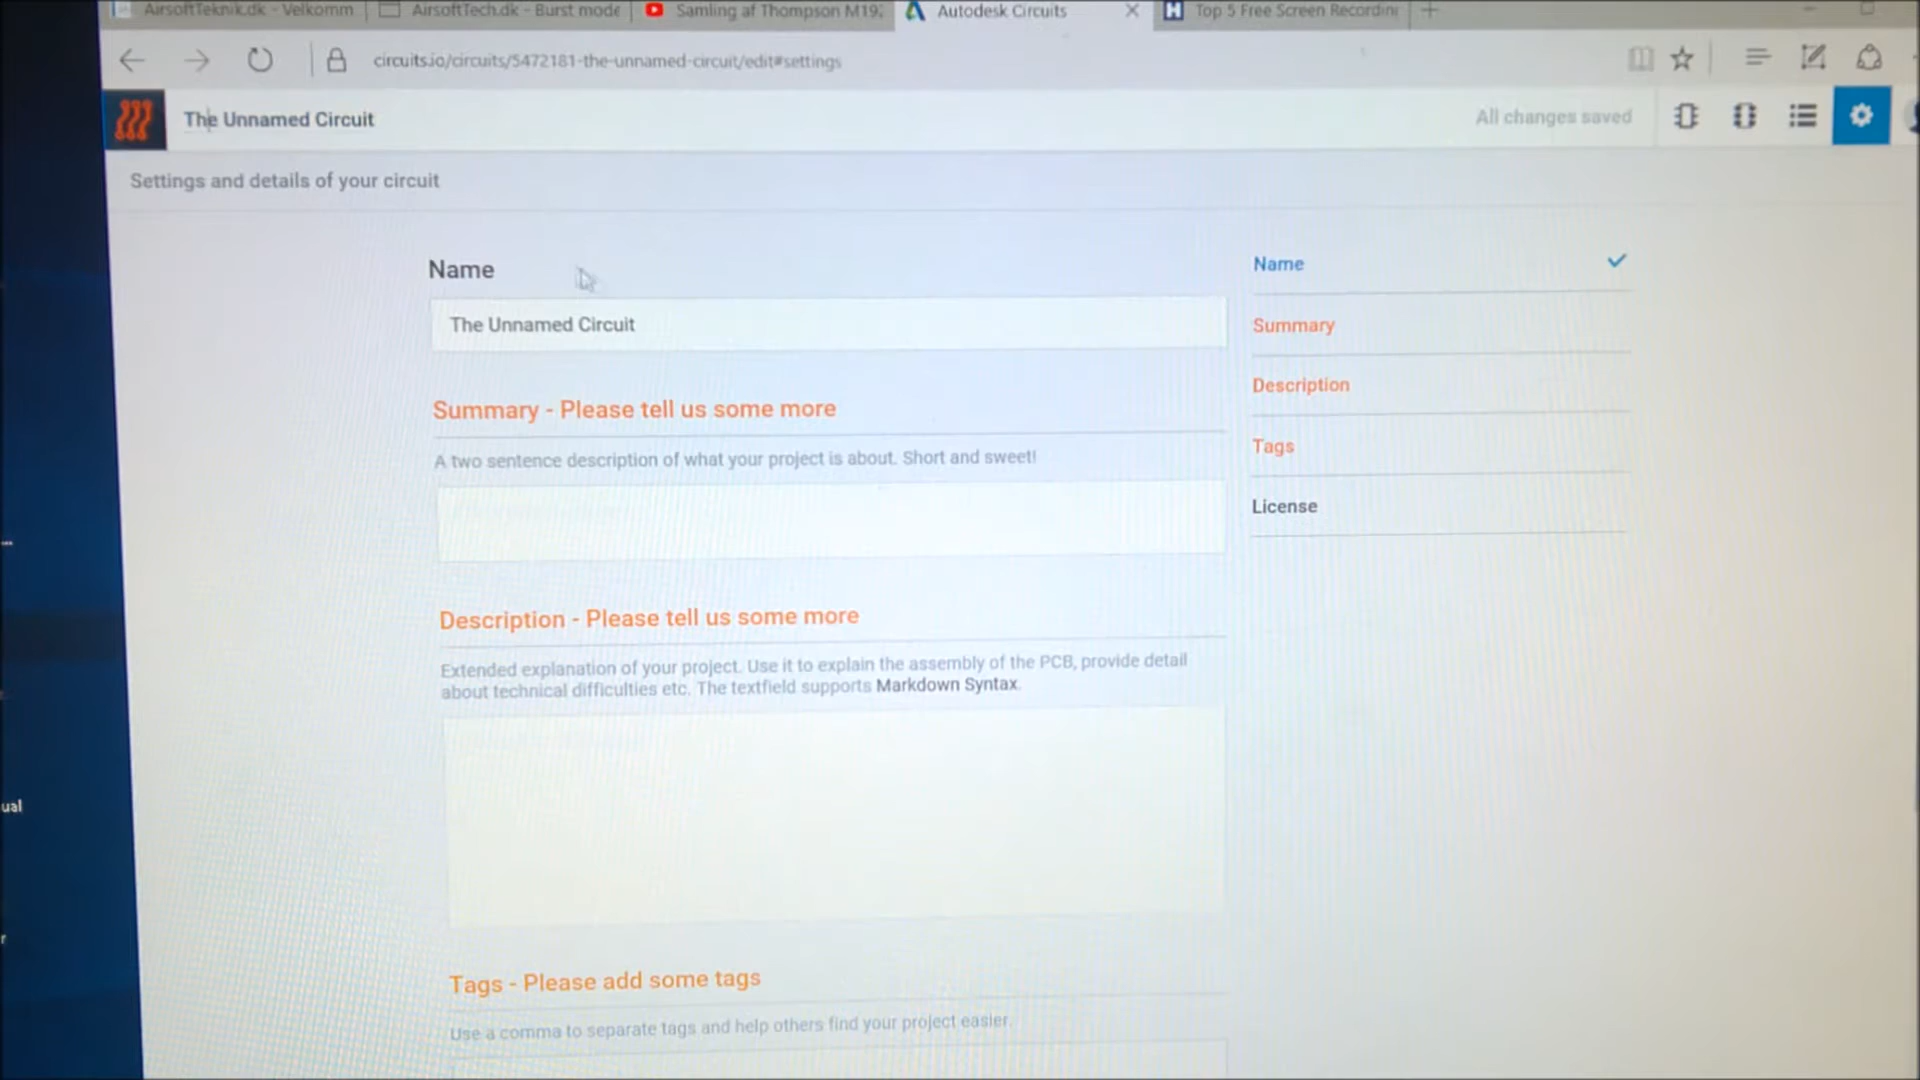 AirsoftTeknik.dk - Velkomm
AirsoftTech.dk - Burst mode
Samling af Thompson M192
Autodesk Circuits
Top 5 Free Screen Recordin
circuits.io/circuits/5472181-the-unnamed-circuit/edit#settings
The Unnamed Circuit
All changes saved
Settings and details of your circuit
Name
The Unnamed Circuit
Summary - Please tell us some more
A two sentence description of what your project is about. Short and sweet!
Description - Please tell us some more
Extended explanation of your project. Use it to explain the assembly of the PCB, provide detail
about technical difficulties etc. The textfield supports Markdown Syntax.
Tags - Please add some tags
Use a comma to separate tags and help others find your project easier.
Name
Summary
Description
Tags
License
ual
r